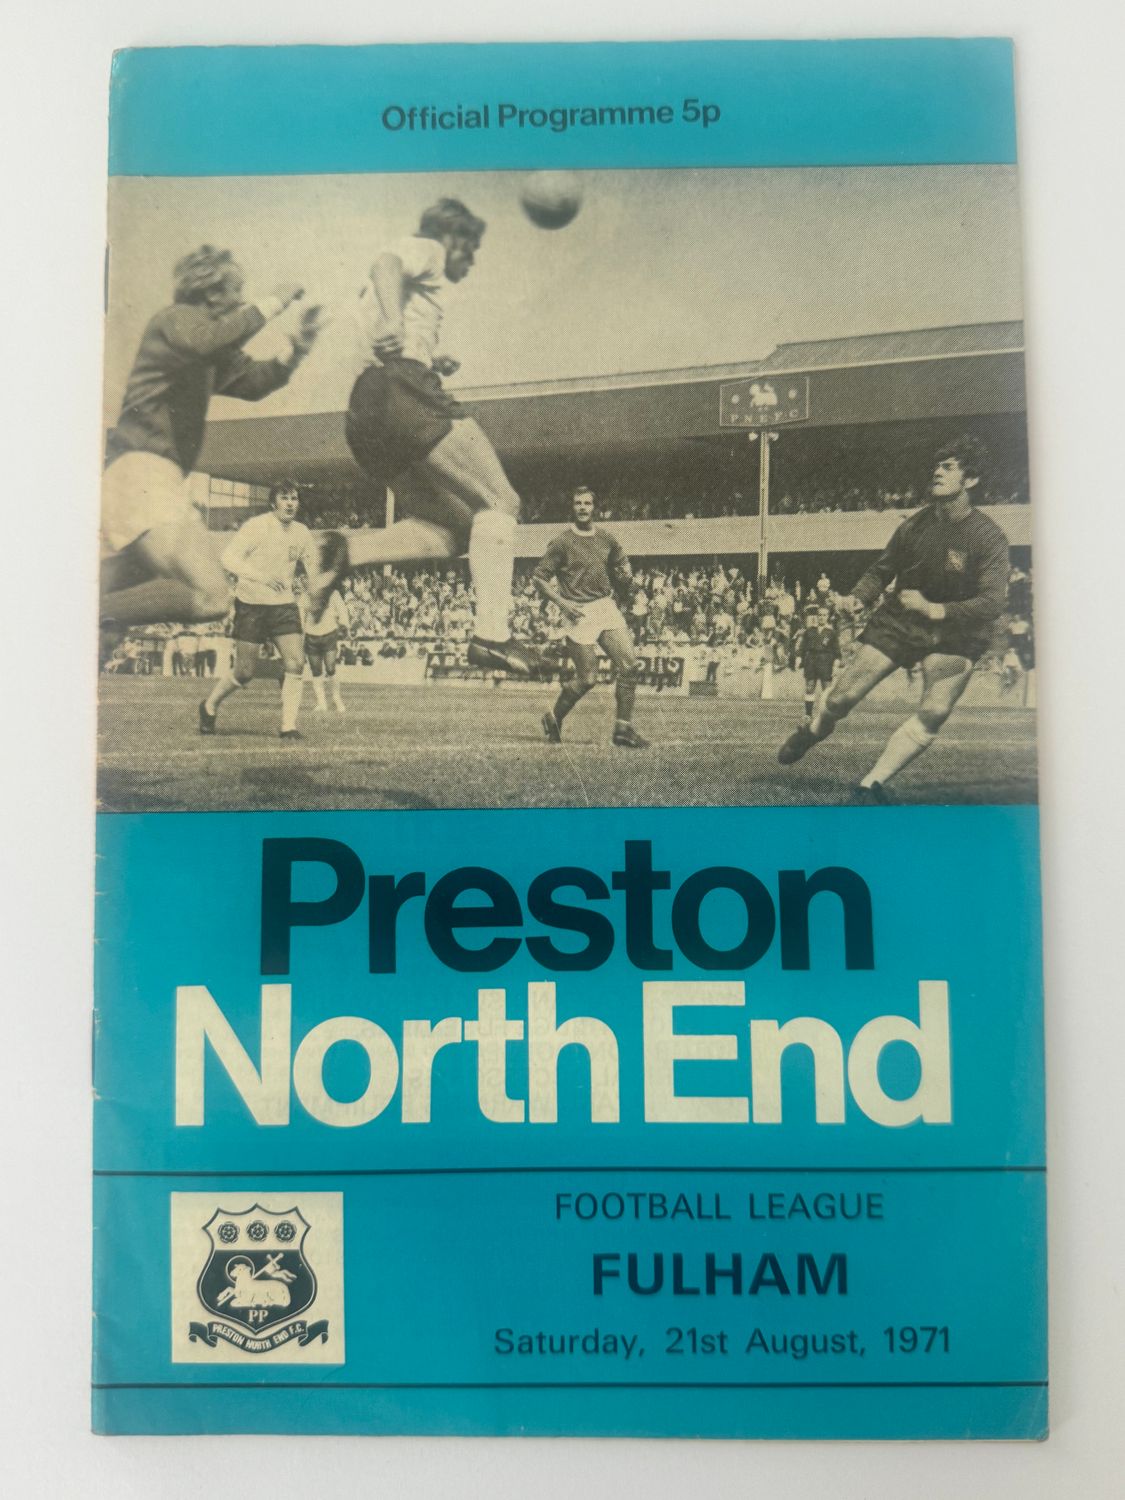 Official Programme 5p
P.N.E.F.C
Preston
North End
FOOTBALL LEAGUE
FULHAM
Saturday, 21st August, 1971
PP
PRESTON NORTH END F.C.